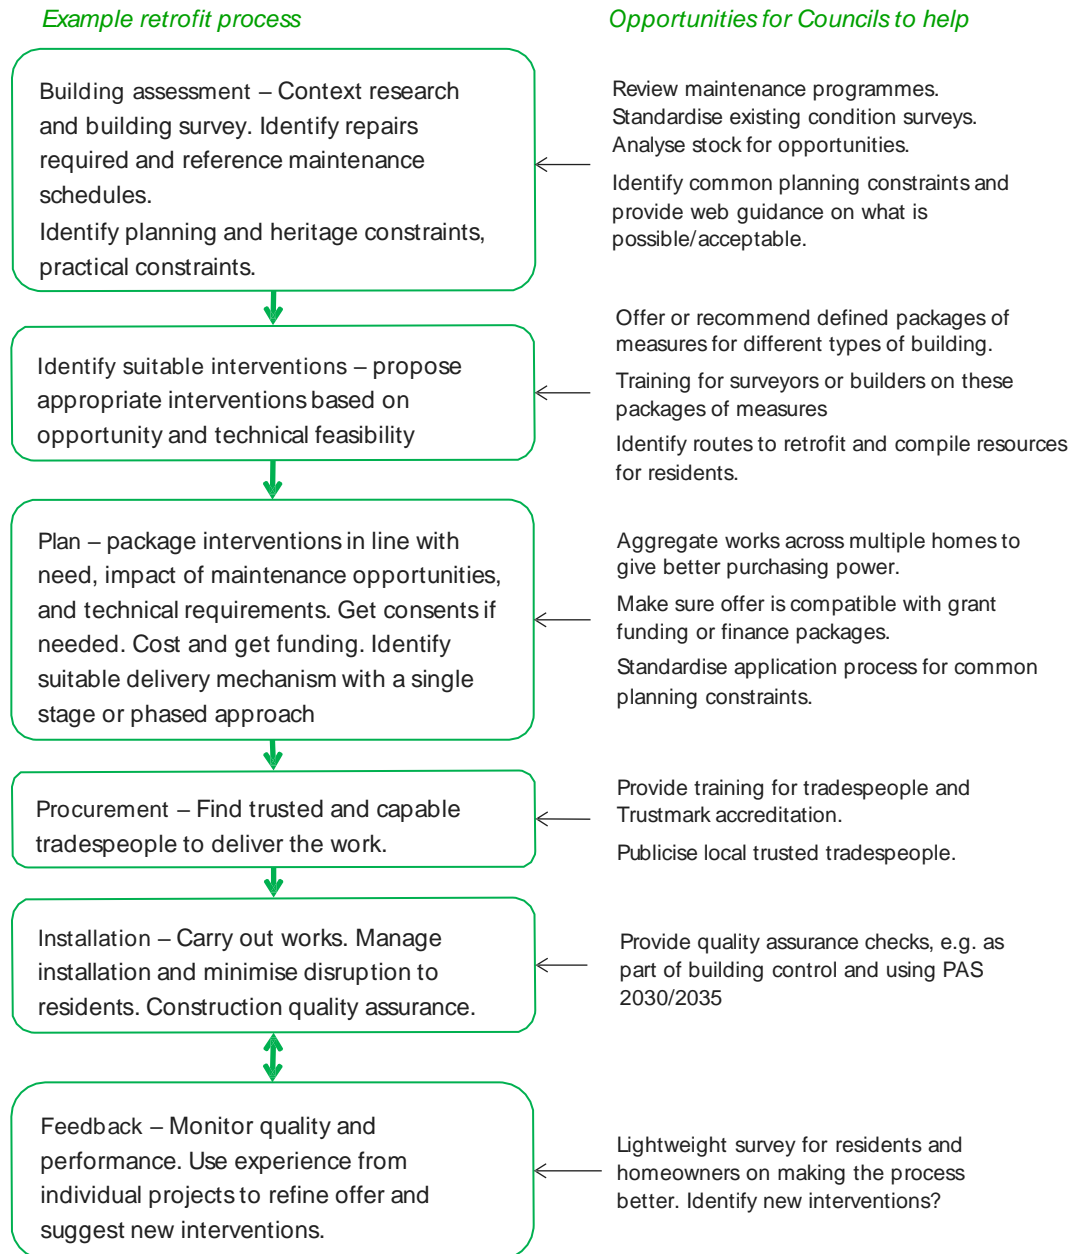 Example retrofit process
Opportunities for Councils to help
Building assessment – Context research
and building survey. Identify repairs
required and reference maintenance
schedules.
Identify planning and heritage constraints,
practical constraints.
Review maintenance programmes.
Standardise existing condition surveys.
Analyse stock for opportunities.
Identify common planning constraints and
provide web guidance on what is
possible/acceptable.
Identify suitable interventions – propose
appropriate interventions based on
opportunity and technical feasibility
Offer or recommend defined packages of
measures for different types of building.
Training for surveyors or builders on these
packages of measures
Identify routes to retrofit and compile resources
for residents.
Plan – package interventions in line with
need, impact of maintenance opportunities,
and technical requirements. Get consents if
needed. Cost and get funding. Identify
suitable delivery mechanism with a single
stage or phased approach
Aggregate works across multiple homes to
give better purchasing power.
Make sure offer is compatible with grant
funding or finance packages.
Standardise application process for common
planning constraints.
Procurement – Find trusted and capable
tradespeople to deliver the work.
Provide training for tradespeople and
Trustmark accreditation.
Publicise local trusted tradespeople.
Installation – Carry out works. Manage
installation and minimise disruption to
residents. Construction quality assurance.
Provide quality assurance checks, e.g. as
part of building control and using PAS
2030/2035
Feedback – Monitor quality and
performance. Use experience from
individual projects to refine offer and
suggest new interventions.
Lightweight survey for residents and
homeowners on making the process
better. Identify new interventions?